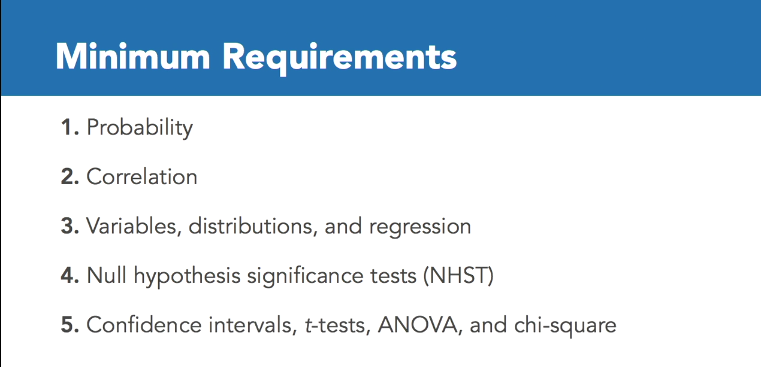 Minimum Requirements
1. Probability
2. Correlation
3. Variables, distributions, and regression
4. Null hypothesis significance tests (NHST)
5. Confidence intervals, t-tests, ANOVA, and chi-square